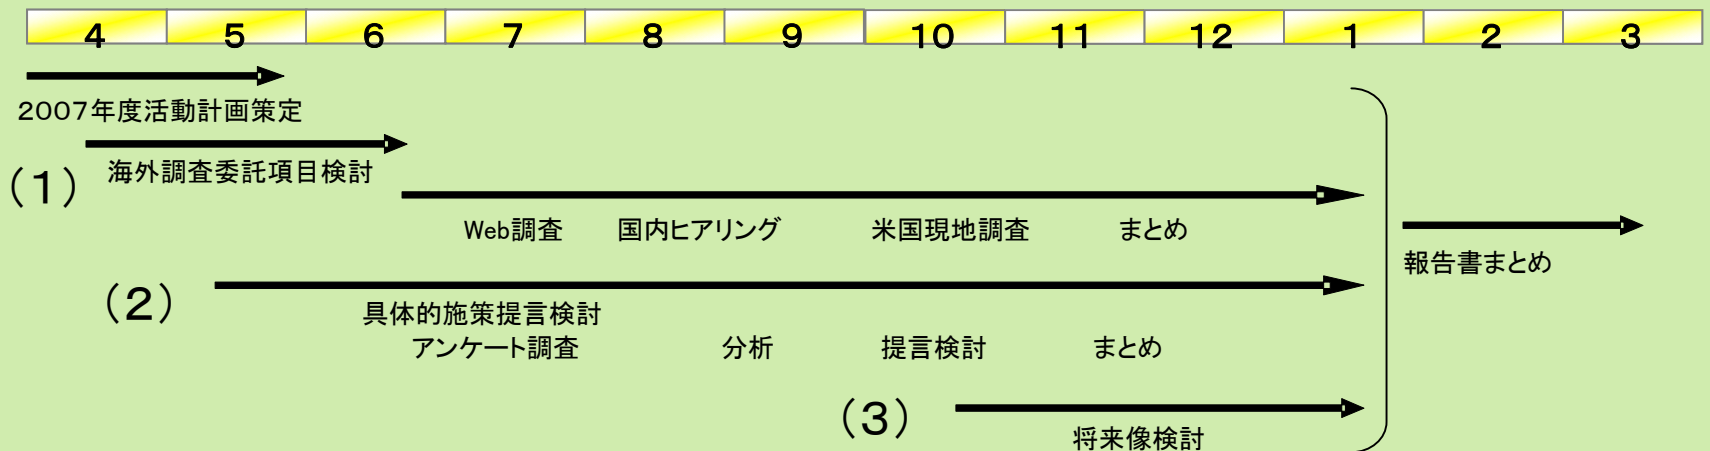 4 5 6 7 8 9 10 11 12 1 2 3
2007年度活動計画策定
(1)
海外調査委託項目検討
Web調査 国内ヒアリング 米国現地調査 まとめ
報告書まとめ
(2)
具体的施策提言検討
アンケート調査 分析 提言検討 まとめ
(3)
将来像検討